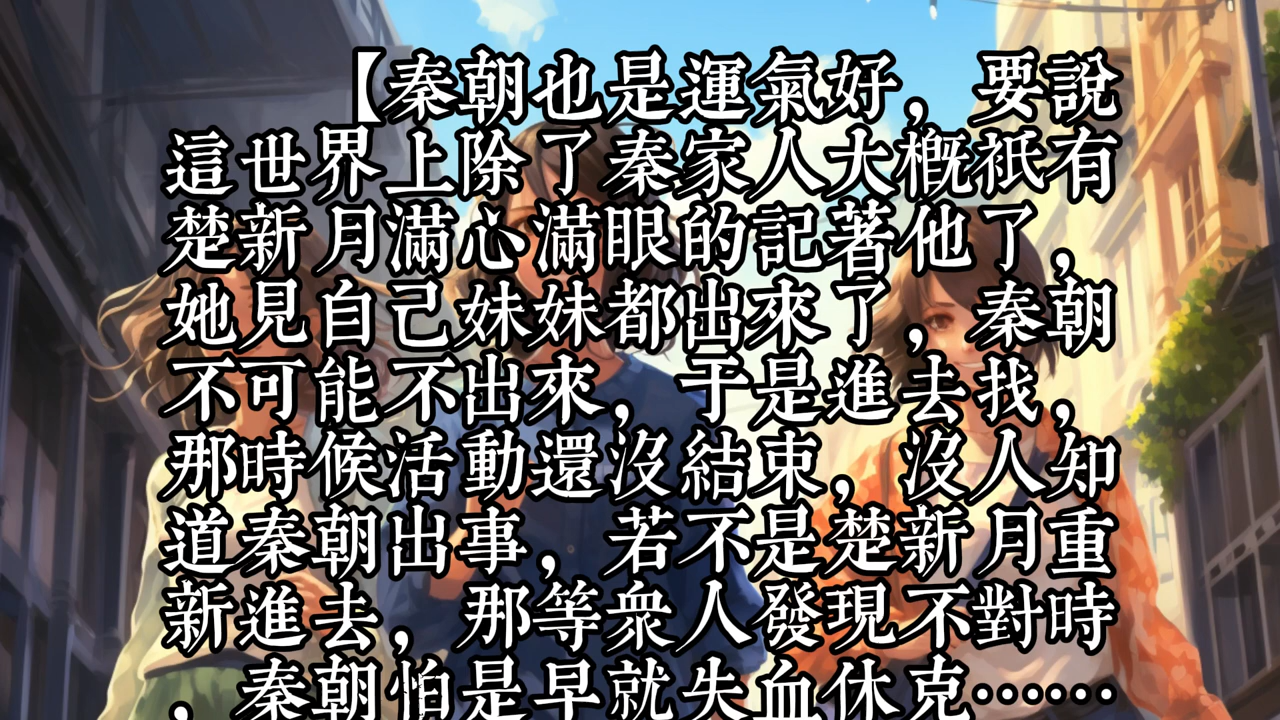 【秦朝也是運氣好，要說
這世界上除了秦家人大概祇有
楚新月滿心滿眼的記著他了，
她見自己妹妹都出來了，秦朝
不可能不出來，于是進去找，
那時候活動還沒結束，沒人知
道秦朝出事，若不是楚新月重
新進去，那等衆人發現不對時
，秦朝怕是早就失血休克……